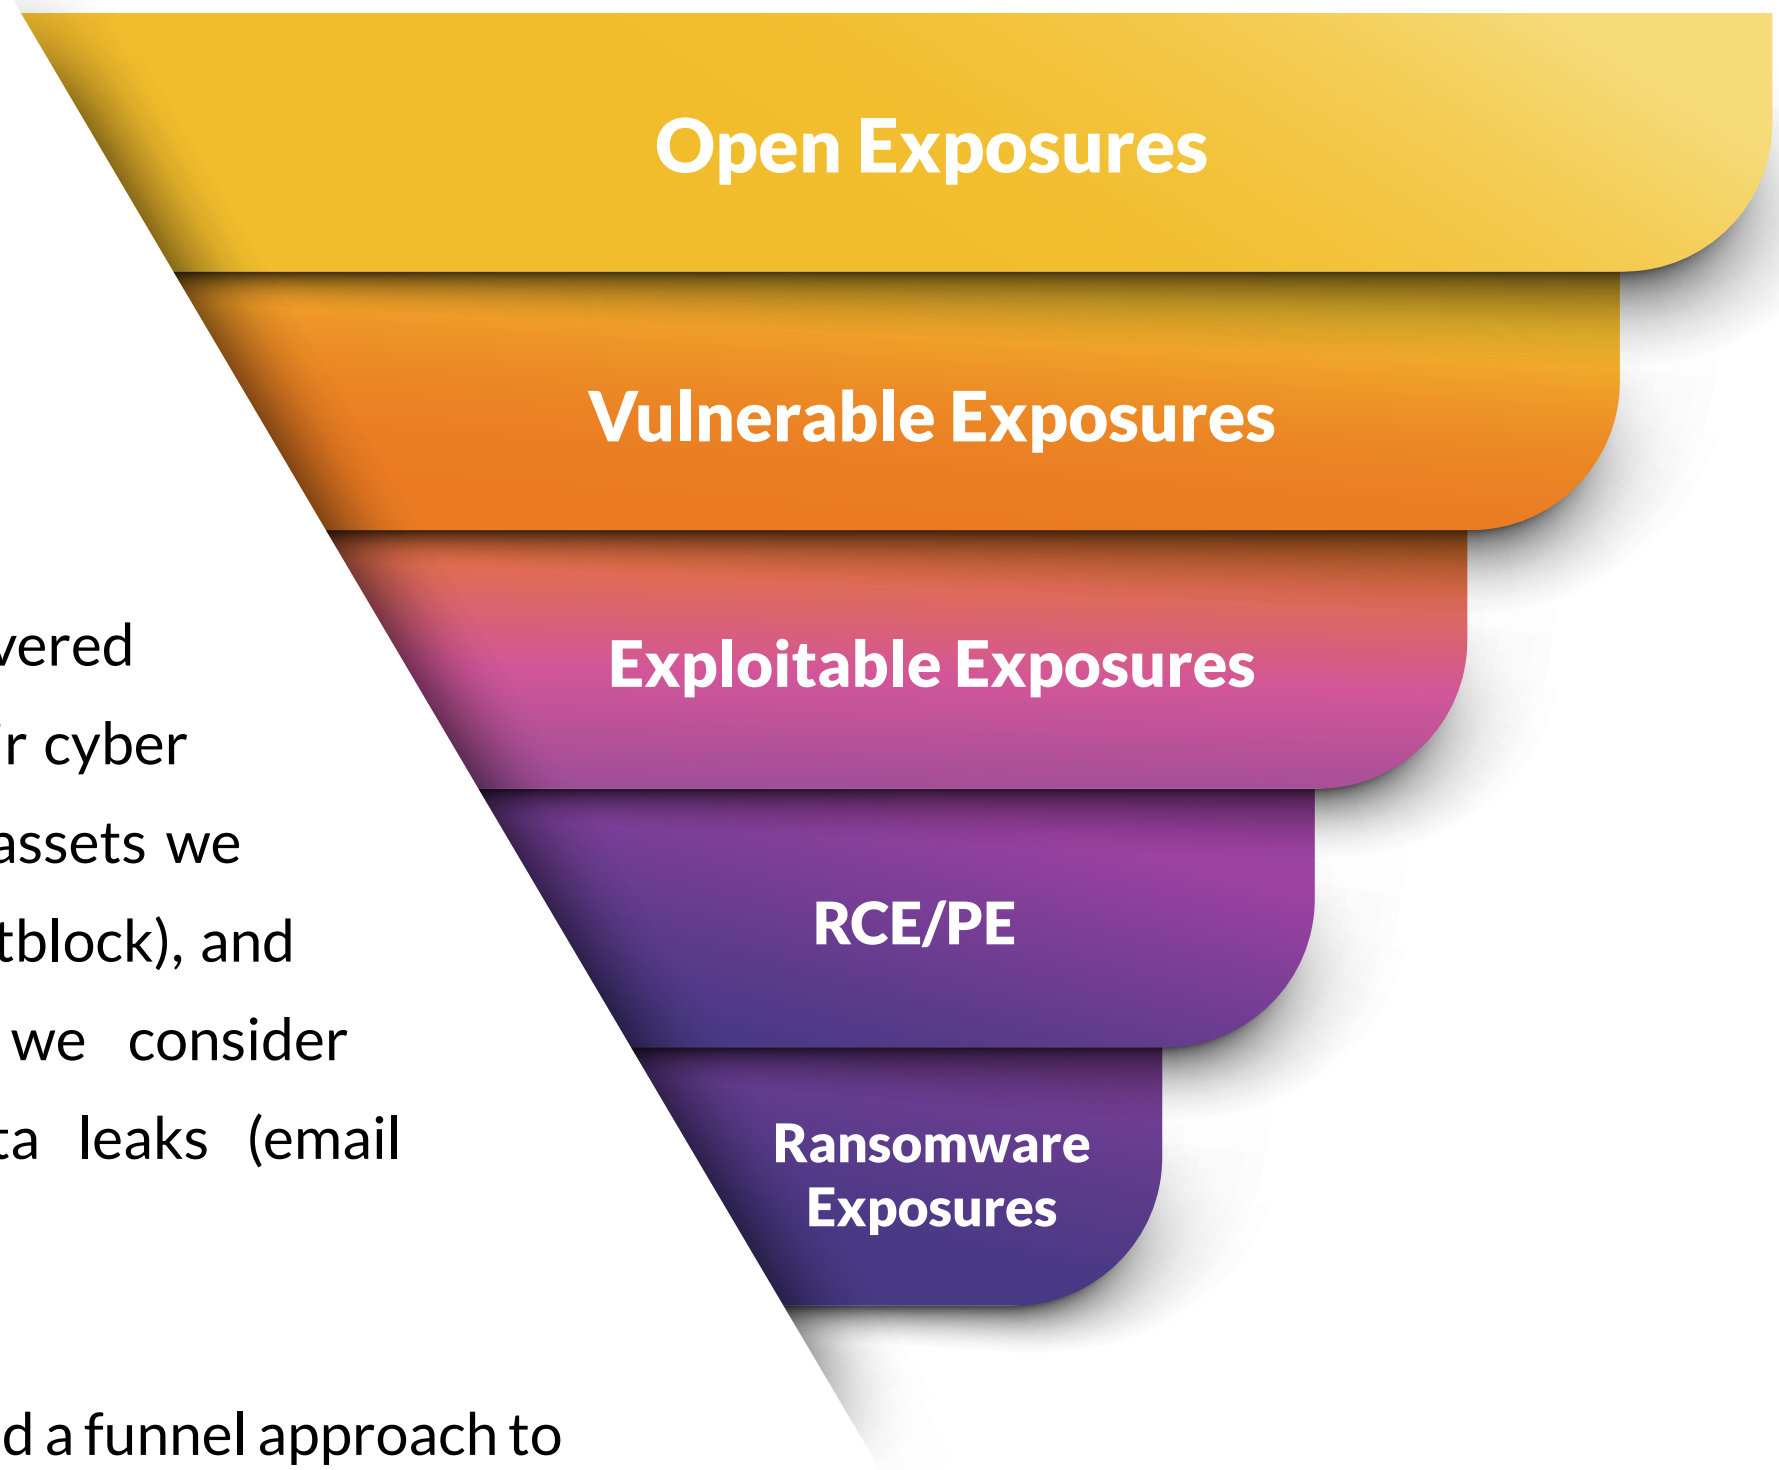 Open Exposures
Vulnerable Exposures
Exploitable Exposures
RCE/PE
Ransomware
Exposures
vered
r cyber
assets we
tblock), and
we consider
ta leaks (email
d a funnel approach to